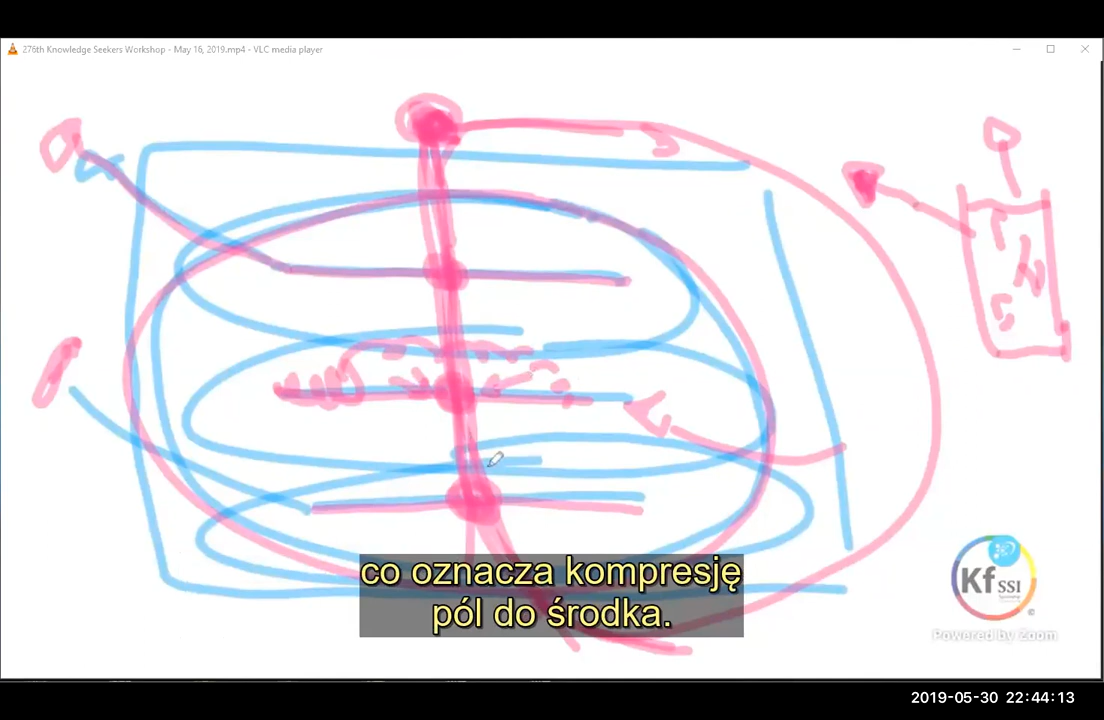 276th Knowledge Seekers Workshop - May 16, 2019.mp4 - VLC media player
co oznacza kompresję
pól do środka.
Kf SSI
Powered by Zoom
2019-05-30 22:44:13